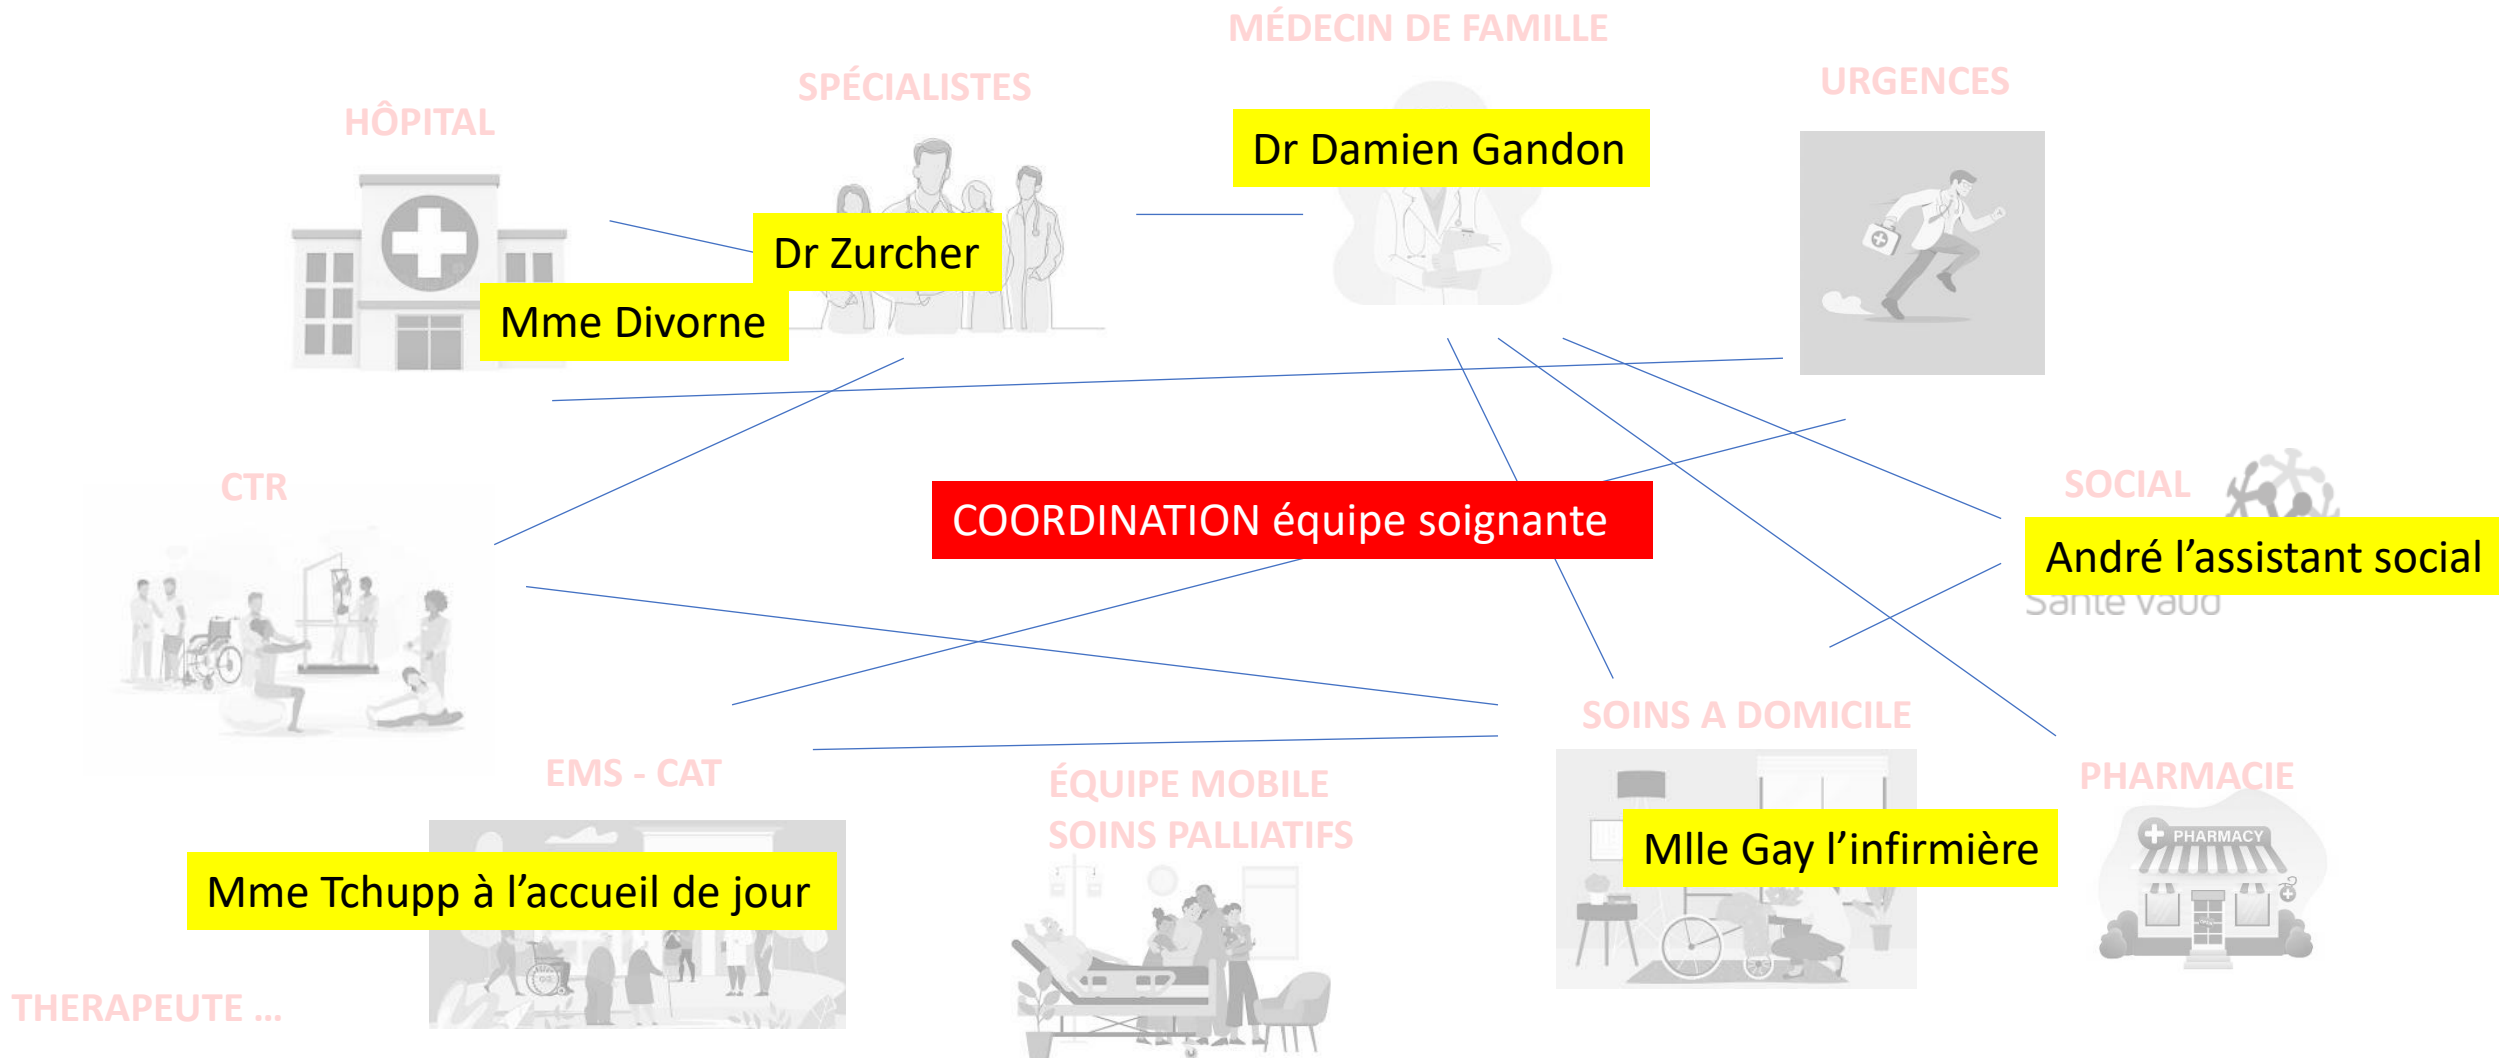 MÉDECIN DE FAMILLE
SPÉCIALISTES
URGENCES
HÔPITAL
Dr Damien Gandon
Dr Zurcher
Mme Divorne
CTR
SOCIAL
COORDINATION équipe soignante
André l’assistant social
Santé Vaud
SOINS A DOMICILE
EMS - CAT
ÉQUIPE MOBILE
SOINS PALLIATIFS
PHARMACIE
PHARMACY
Mlle Gay l’infirmière
Mme Tchupp à l’accueil de jour
THERAPEUTE ...